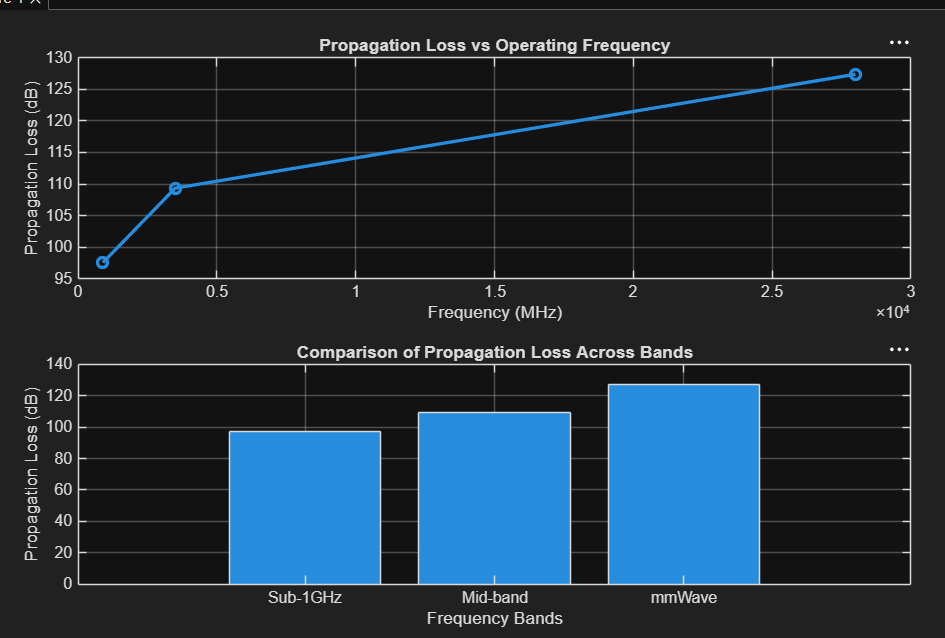 Propagation Loss vs Operating Frequency
130
125
120
115
110
105
100
95
Propagation Loss (dB)
0 0.5 1 1.5 2 2.5 3
Frequency (MHz)
×10⁴
Comparison of Propagation Loss Across Bands
140
120
100
80
60
40
20
0
Propagation Loss (dB)
Sub-1GHz Mid-band mmWave
Frequency Bands